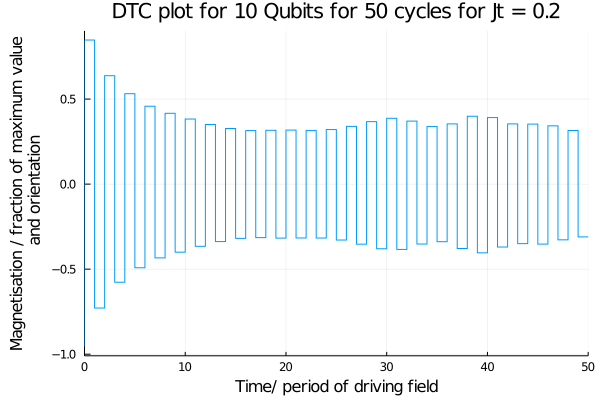 DTC plot for 10 Qubits for 50 cycles for Jt = 0.2
Magnetisation / fraction of maximum value
and orientation
0.5
0.0
−0.5
−1.0
0 10 20 30 40 50
Time/ period of driving field